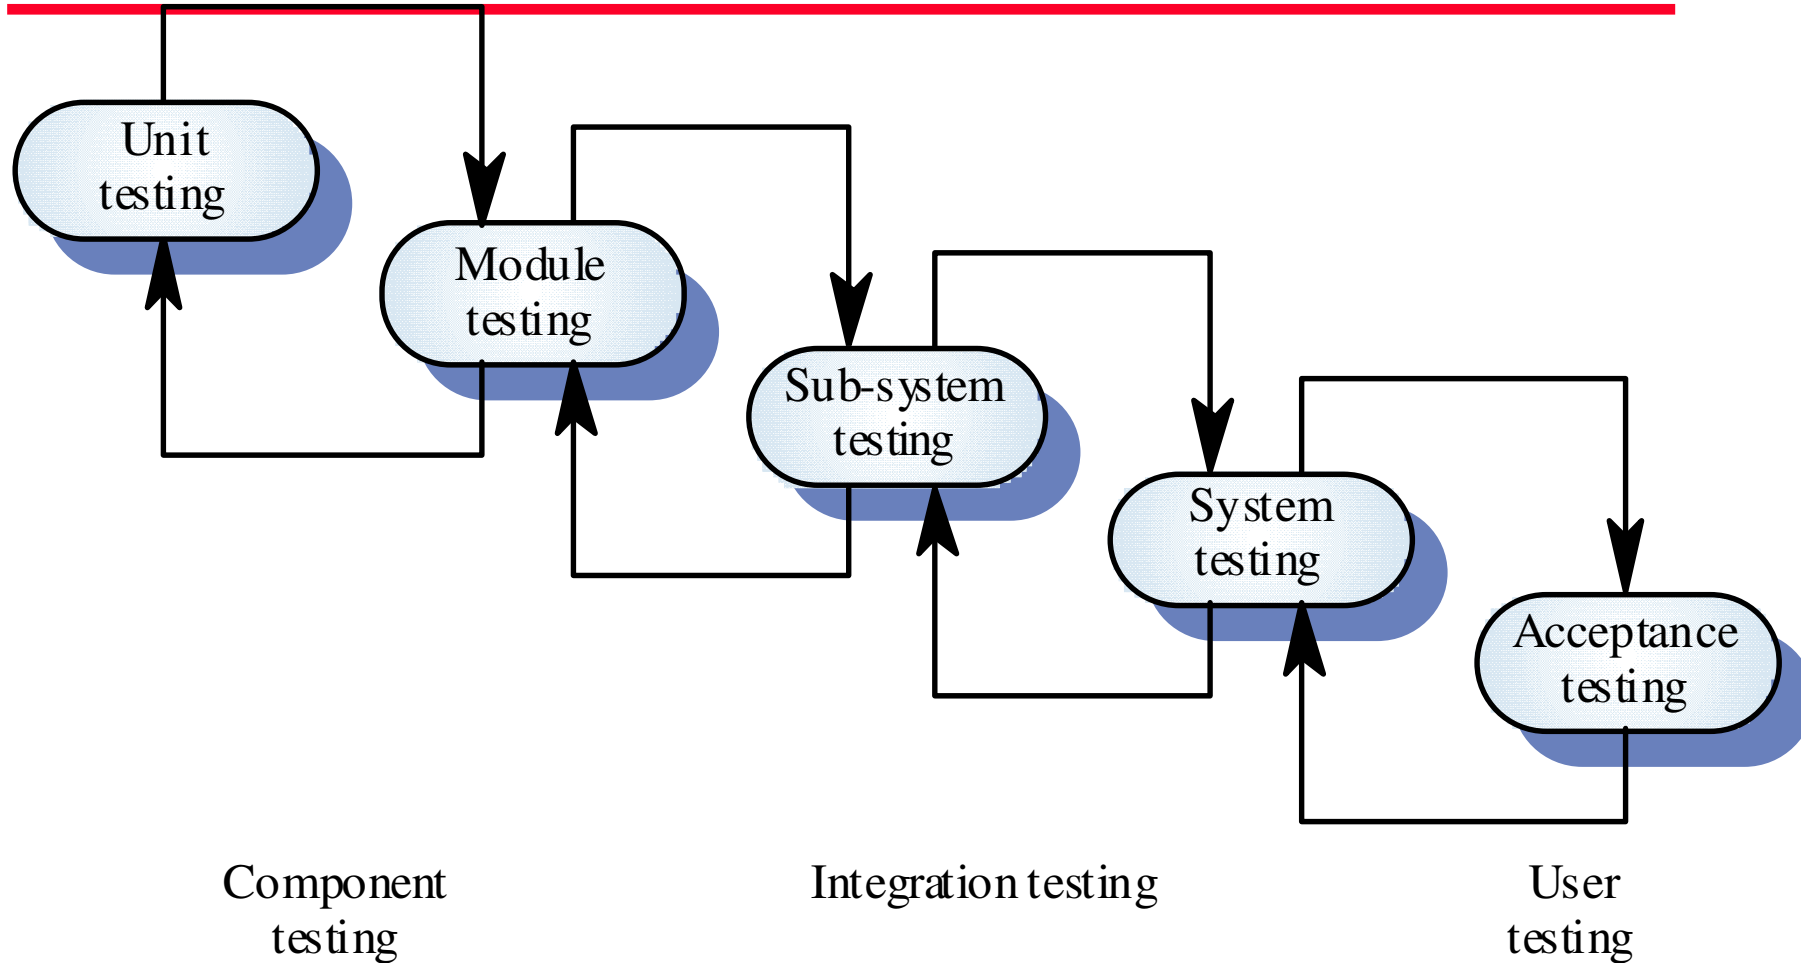 Unit
testing
Module
testing
Sub-system
testing
System
testing
Acceptance
testing
Component
testing
Integration testing
User
testing